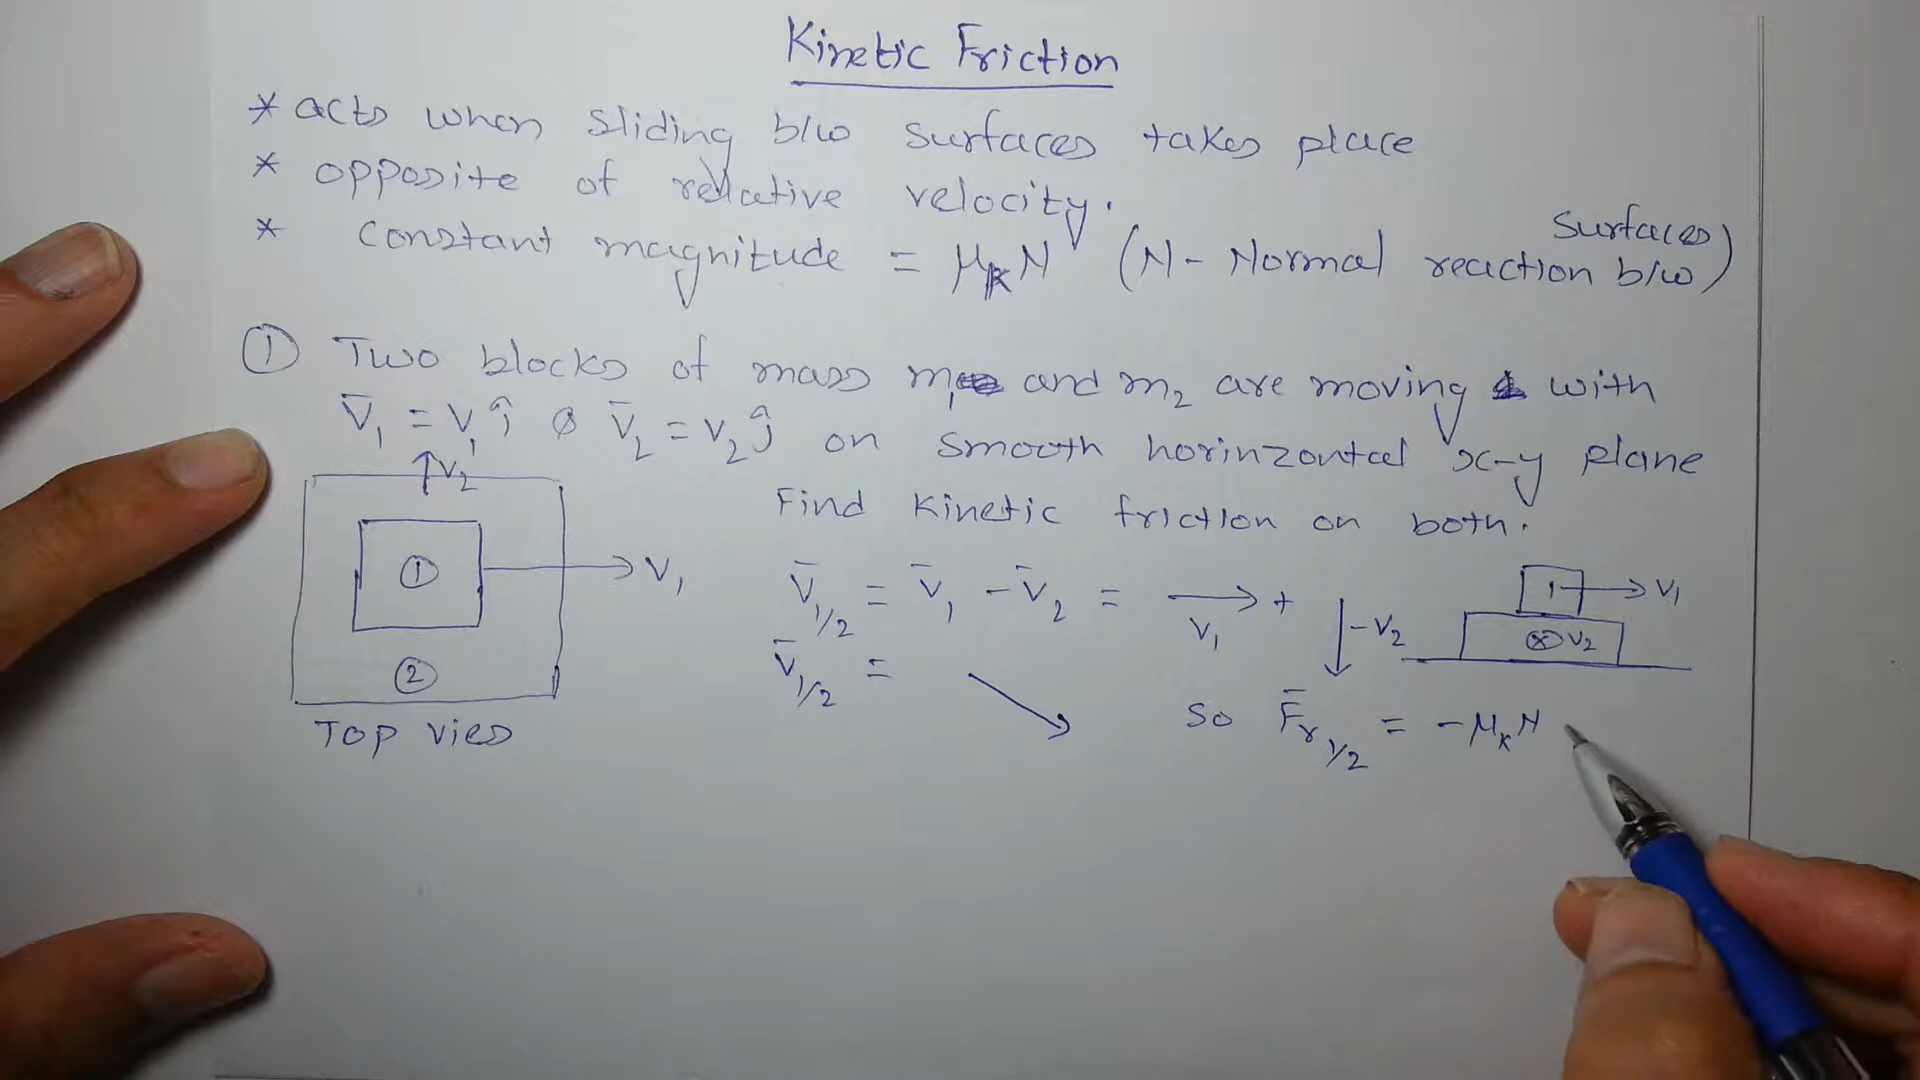 Kinetic Friction
* acts when sliding b/w surfaces takes place
* opposite of relative velocity.
* constant magnitude = μₖN (N - Normal reaction b/w surfaces)
① Two blocks of mass m₁ and m₂ are moving with
V̄₁ = V₁ î & V̄₂ = V₂ ĵ on smooth horinzontal x-y plane
Find kinetic friction on both.
V₂
①
V₁
②
Top view
V̄₁/₂ = V̄₁ - V̄₂ = → + ↓ -V₂
V₁
1 → V₁
⊗ V₂
V̄₁/₂ =
So F̄r₁/₂ = -μₖN